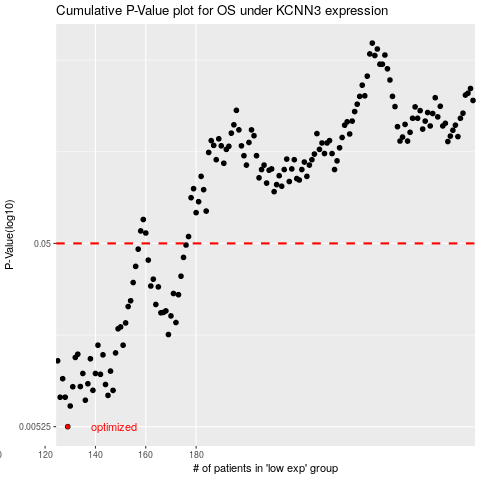 Cumulative P-Value plot for OS under KCNN3 expression
P-Value(log10)
0.05
0.00525
optimized
0 120 140 160 180
# of patients in 'low exp' group